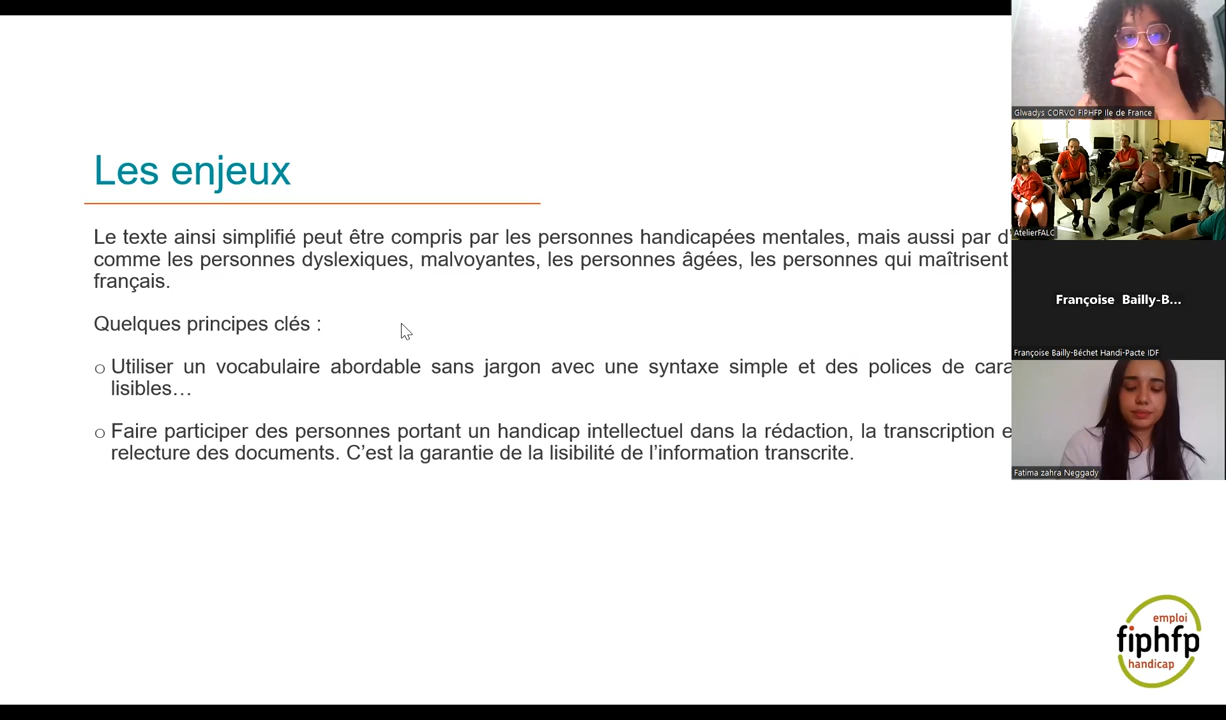 Les enjeux
Le texte ainsi simplifié peut être compris par les personnes handicapées mentales, mais aussi par d'
comme les personnes dyslexiques, malvoyantes, les personnes âgées, les personnes qui maîtrisent
français.
Quelques principes clés :
Utiliser un vocabulaire abordable sans jargon avec une syntaxe simple et des polices de cara
lisibles…
Faire participer des personnes portant un handicap intellectuel dans la rédaction, la transcription e
relecture des documents. C'est la garantie de la lisibilité de l'information transcrite.
Glwadys CORVO FIPHFP Ile de France
AtelierFALC
Françoise Bailly-B...
Françoise Bailly-Béchet Handi-Pacte IDF
Fatima zahra Neggady
emploi
fiphfp
handicap